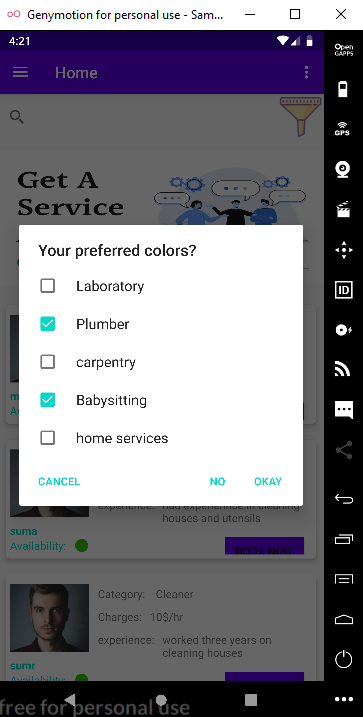 Genymotion for personal use - Sam...
4:21
Open
GAPPS
Home
GPS
Get A
Service
Your preferred colors?
Laboratory
Plumber
carpentry
Babysitting
home services
ID
CANCEL
NO
OKAY
experience: had experience in cleaning
houses and utensils
suma
Availability:
BOOK NOW
Category: Cleaner
Charges: 10$/hr
experience: worked three years on
cleaning houses
sumr
Availability:
free for personal use